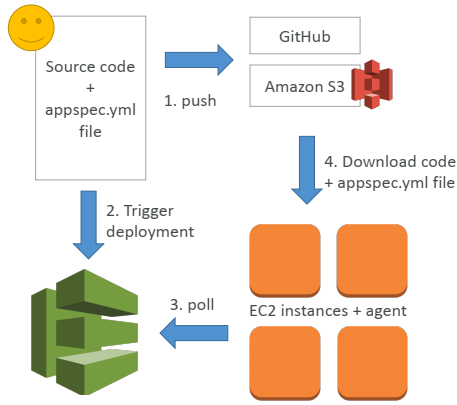 Source code
+
appspec.yml
file
1. push
GitHub
Amazon S3
2. Trigger
deployment
4. Download code
+ appspec.yml file
3. poll
EC2 instances + agent